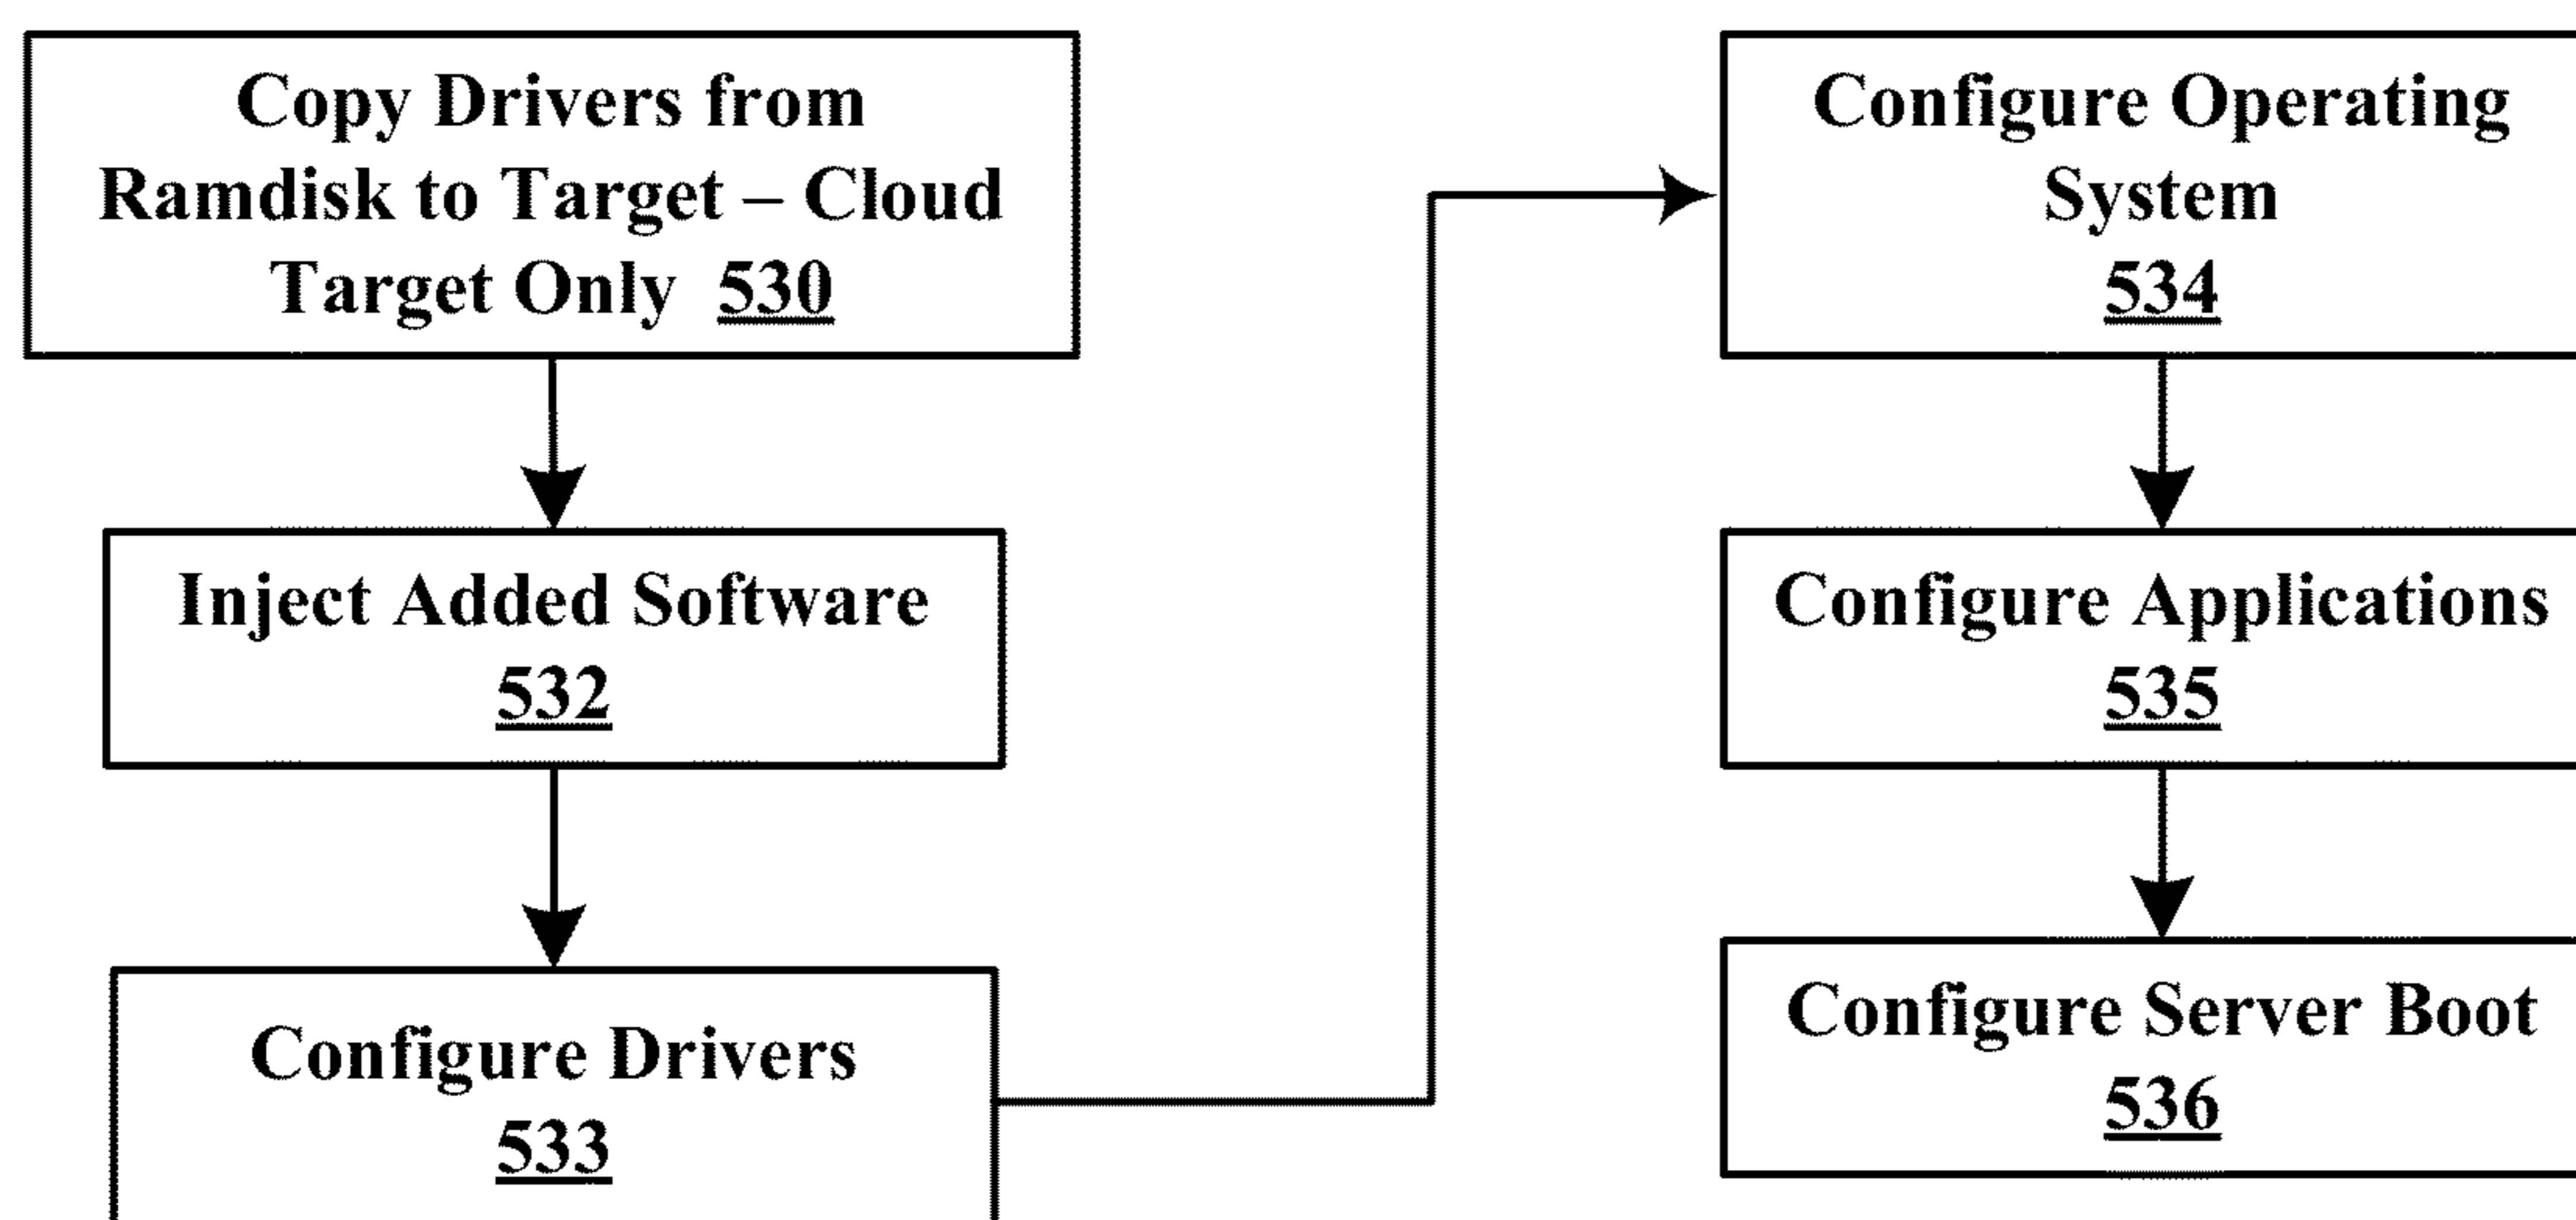 Copy Drivers from
Ramdisk to Target – Cloud
Target Only 530
Inject Added Software
532
Configure Drivers
533
Configure Operating
System
534
Configure Applications
535
Configure Server Boot
536